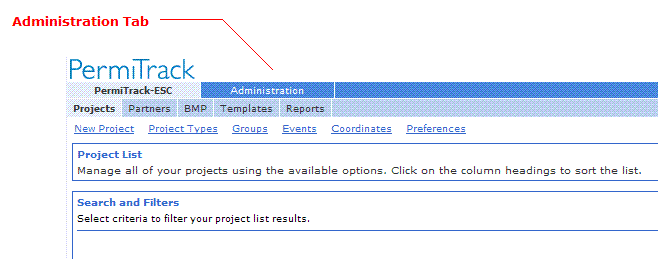 Administration Tab
PermiTrack
PermiTrack-ESC Administration
Projects Partners BMP Templates Reports
New Project Project Types Groups Events Coordinates Preferences
Project List
Manage all of your projects using the available options. Click on the column headings to sort the list.
Search and Filters
Select criteria to filter your project list results.